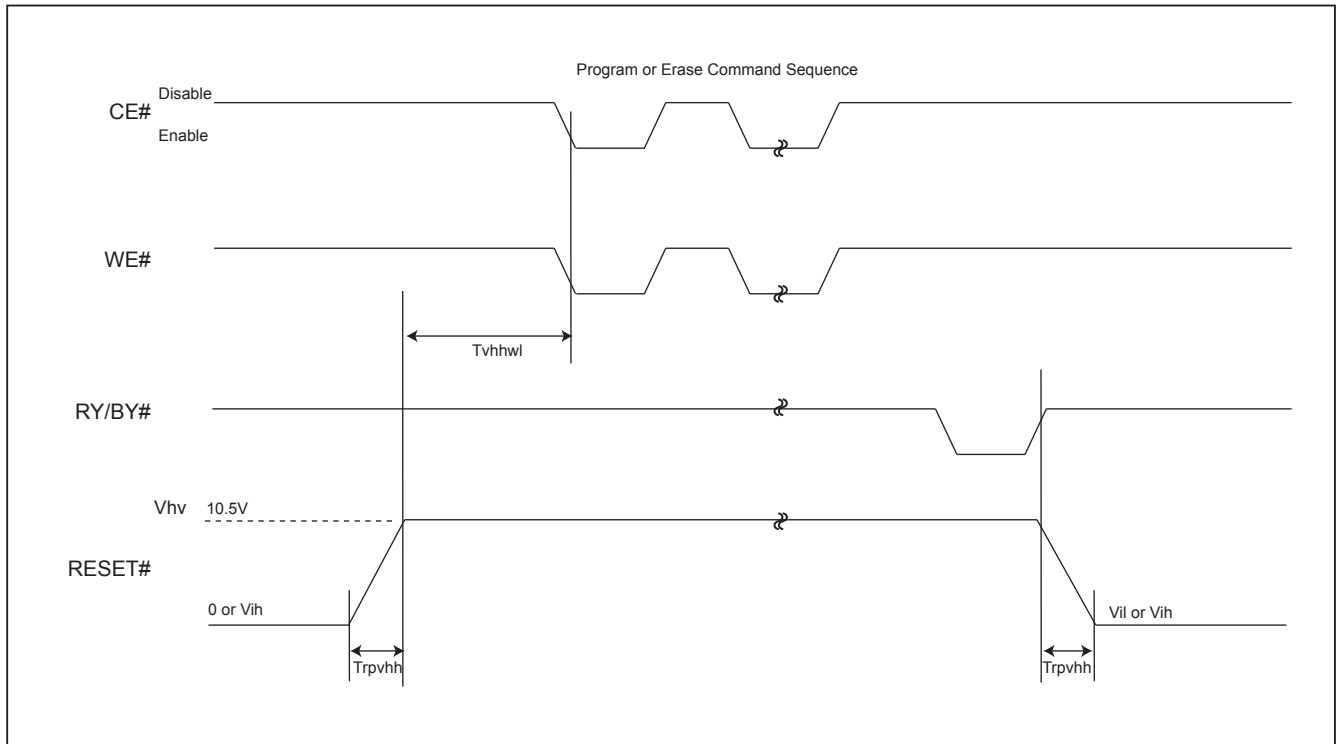 Program or Erase Command Sequence
CE#
Disable
Enable
WE#
Tvhhwl
RY/BY#
Vhv 10.5V
RESET#
0 or Vih
Vil or Vih
Trpvhh
Trpvhh